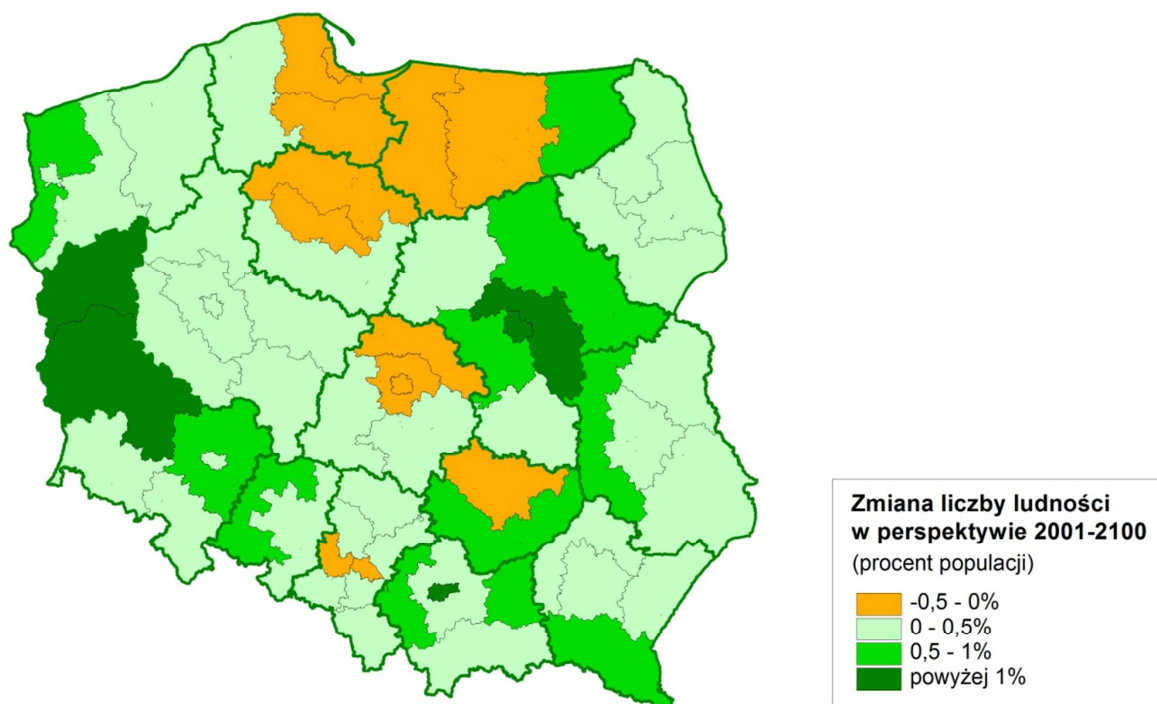 Zmiana liczby ludności
w perspektywie 2001-2100
(procent populacji)
-0,5 - 0%
0 - 0,5%
0,5 - 1%
powyżej 1%